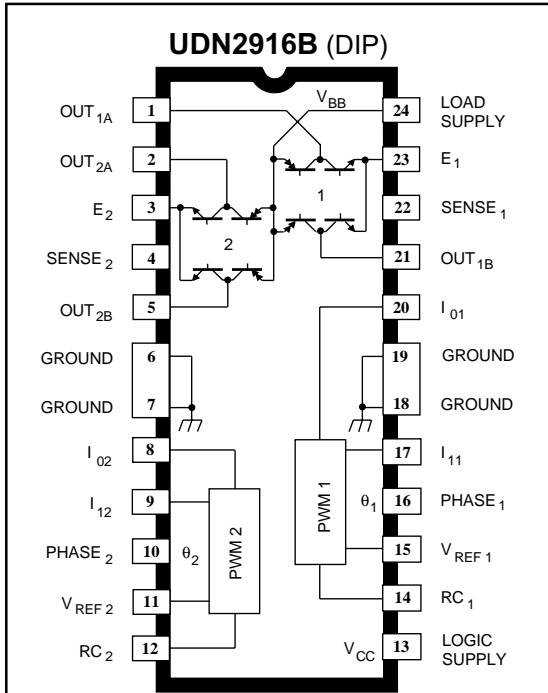 UDN2916B (DIP)
OUT1A 1 VBB 24 LOAD SUPPLY
OUT2A 2 23 E1
1
E2 3 22 SENSE1
2
SENSE2 4 21 OUT1B
OUT2B 5 20 I01
GROUND 6 19 GROUND
GROUND 7 18 GROUND
I02 8 17 I11
PWM 1
I12 9 θ1 16 PHASE1
PWM 2
PHASE2 10 θ2 15 VREF 1
VREF 2 11 14 RC1
RC2 12 VCC 13 LOGIC SUPPLY